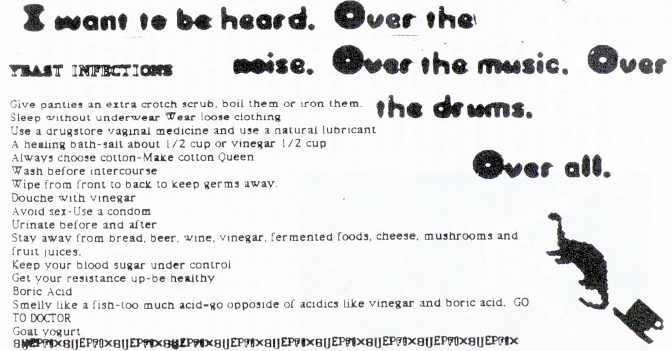 I want to be heard. Over the
noise. Over the music. Over
the drums.
Over all.
YEAST INFECTIONS
Give panties an extra crotch scrub, boil them or iron them.
Sleep without underwear Wear loose clothing
Use a drugstore vaginal medicine and use a natural lubricant
A healing bath-salt about 1/2 cup or vinegar 1/2 cup
Always choose cotton-Make cotton Queen
Wash before intercourse
Wipe from front to back to keep germs away.
Douche with vinegar
Avoid sex-Use a condom
Urinate before and after
Stay away from bread, beer, wine, vinegar, fermented foods, cheese, mushrooms and
fruit juices.
Keep your blood sugar under control
Get your resistance up-be healthy
Boric Acid
Smelly like a fish-too much acid=go opposide of acidics like vinegar and boric acid. GO
TO DOCTOR
Goat yogurt